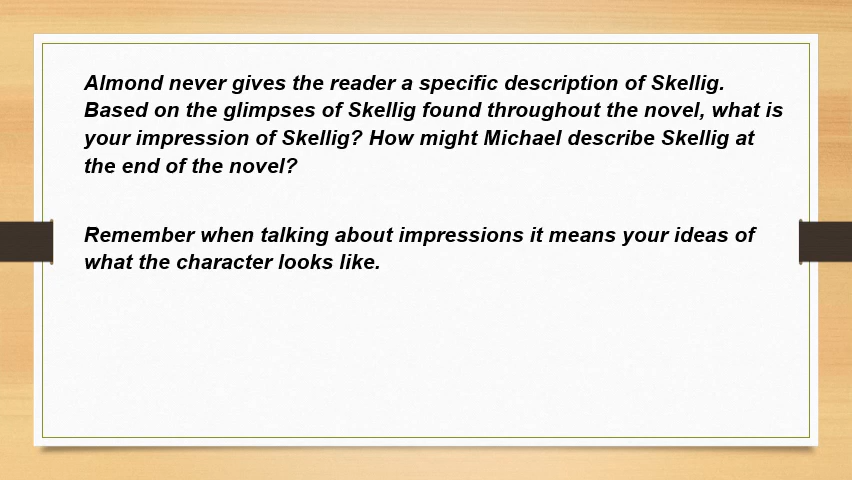 Almond never gives the reader a specific description of Skellig.
Based on the glimpses of Skellig found throughout the novel, what is
your impression of Skellig? How might Michael describe Skellig at
the end of the novel?
Remember when talking about impressions it means your ideas of
what the character looks like.